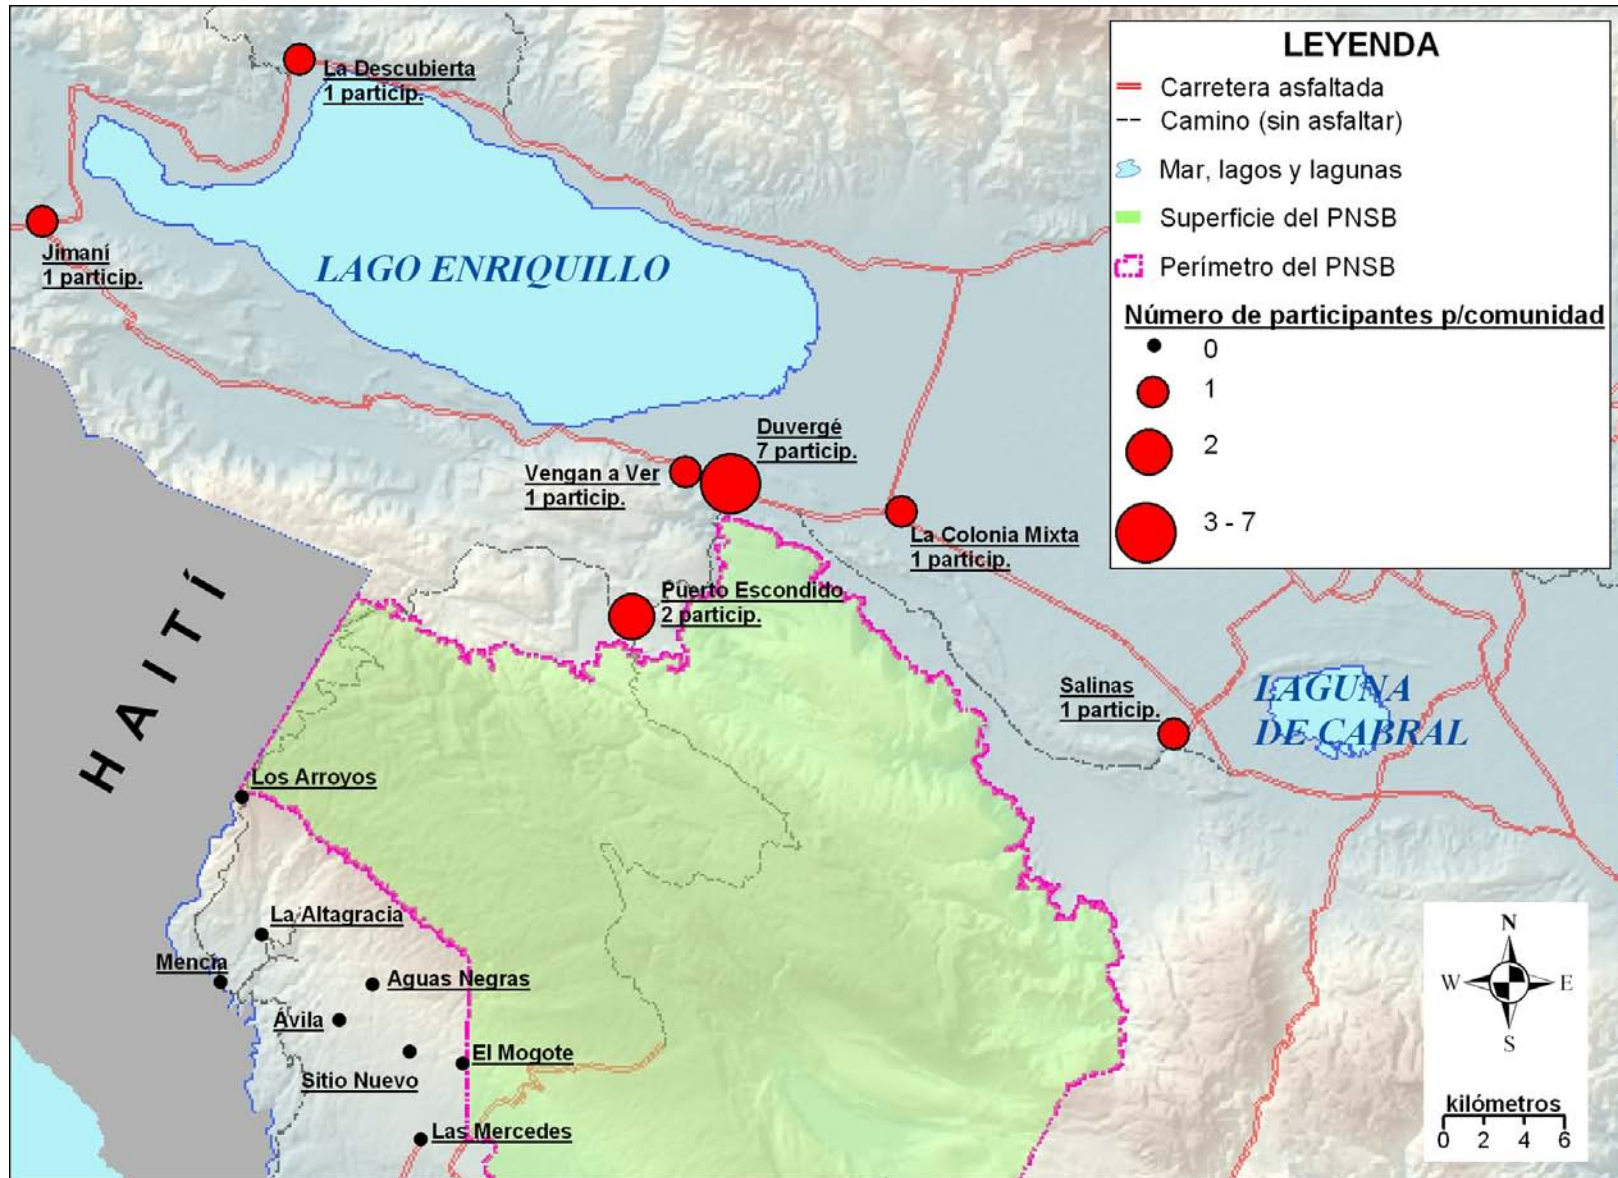 La Descubierta
1 particip.
Jimaní
1 particip.
LAGO ENRIQUILLO
LEYENDA
Carretera asfaltada
Camino (sin asfaltar)
Mar, lagos y lagunas
Superficie del PNSB
Perímetro del PNSB
Número de participantes p/comunidad
0
1
2
3 - 7
Duvergé
7 particip.
Vengan a Ver
1 particip.
La Colonia Mixta
1 particip.
Puerto Escondido
2 particip.
HAITÍ
Salinas
1 particip.
LAGUNA
DE CABRAL
Los Arroyos
La Altagracia
Mencia
Aguas Negras
Ávila
El Mogote
Sitio Nuevo
Las Mercedes
N
W E
S
kilómetros
0 2 4 6